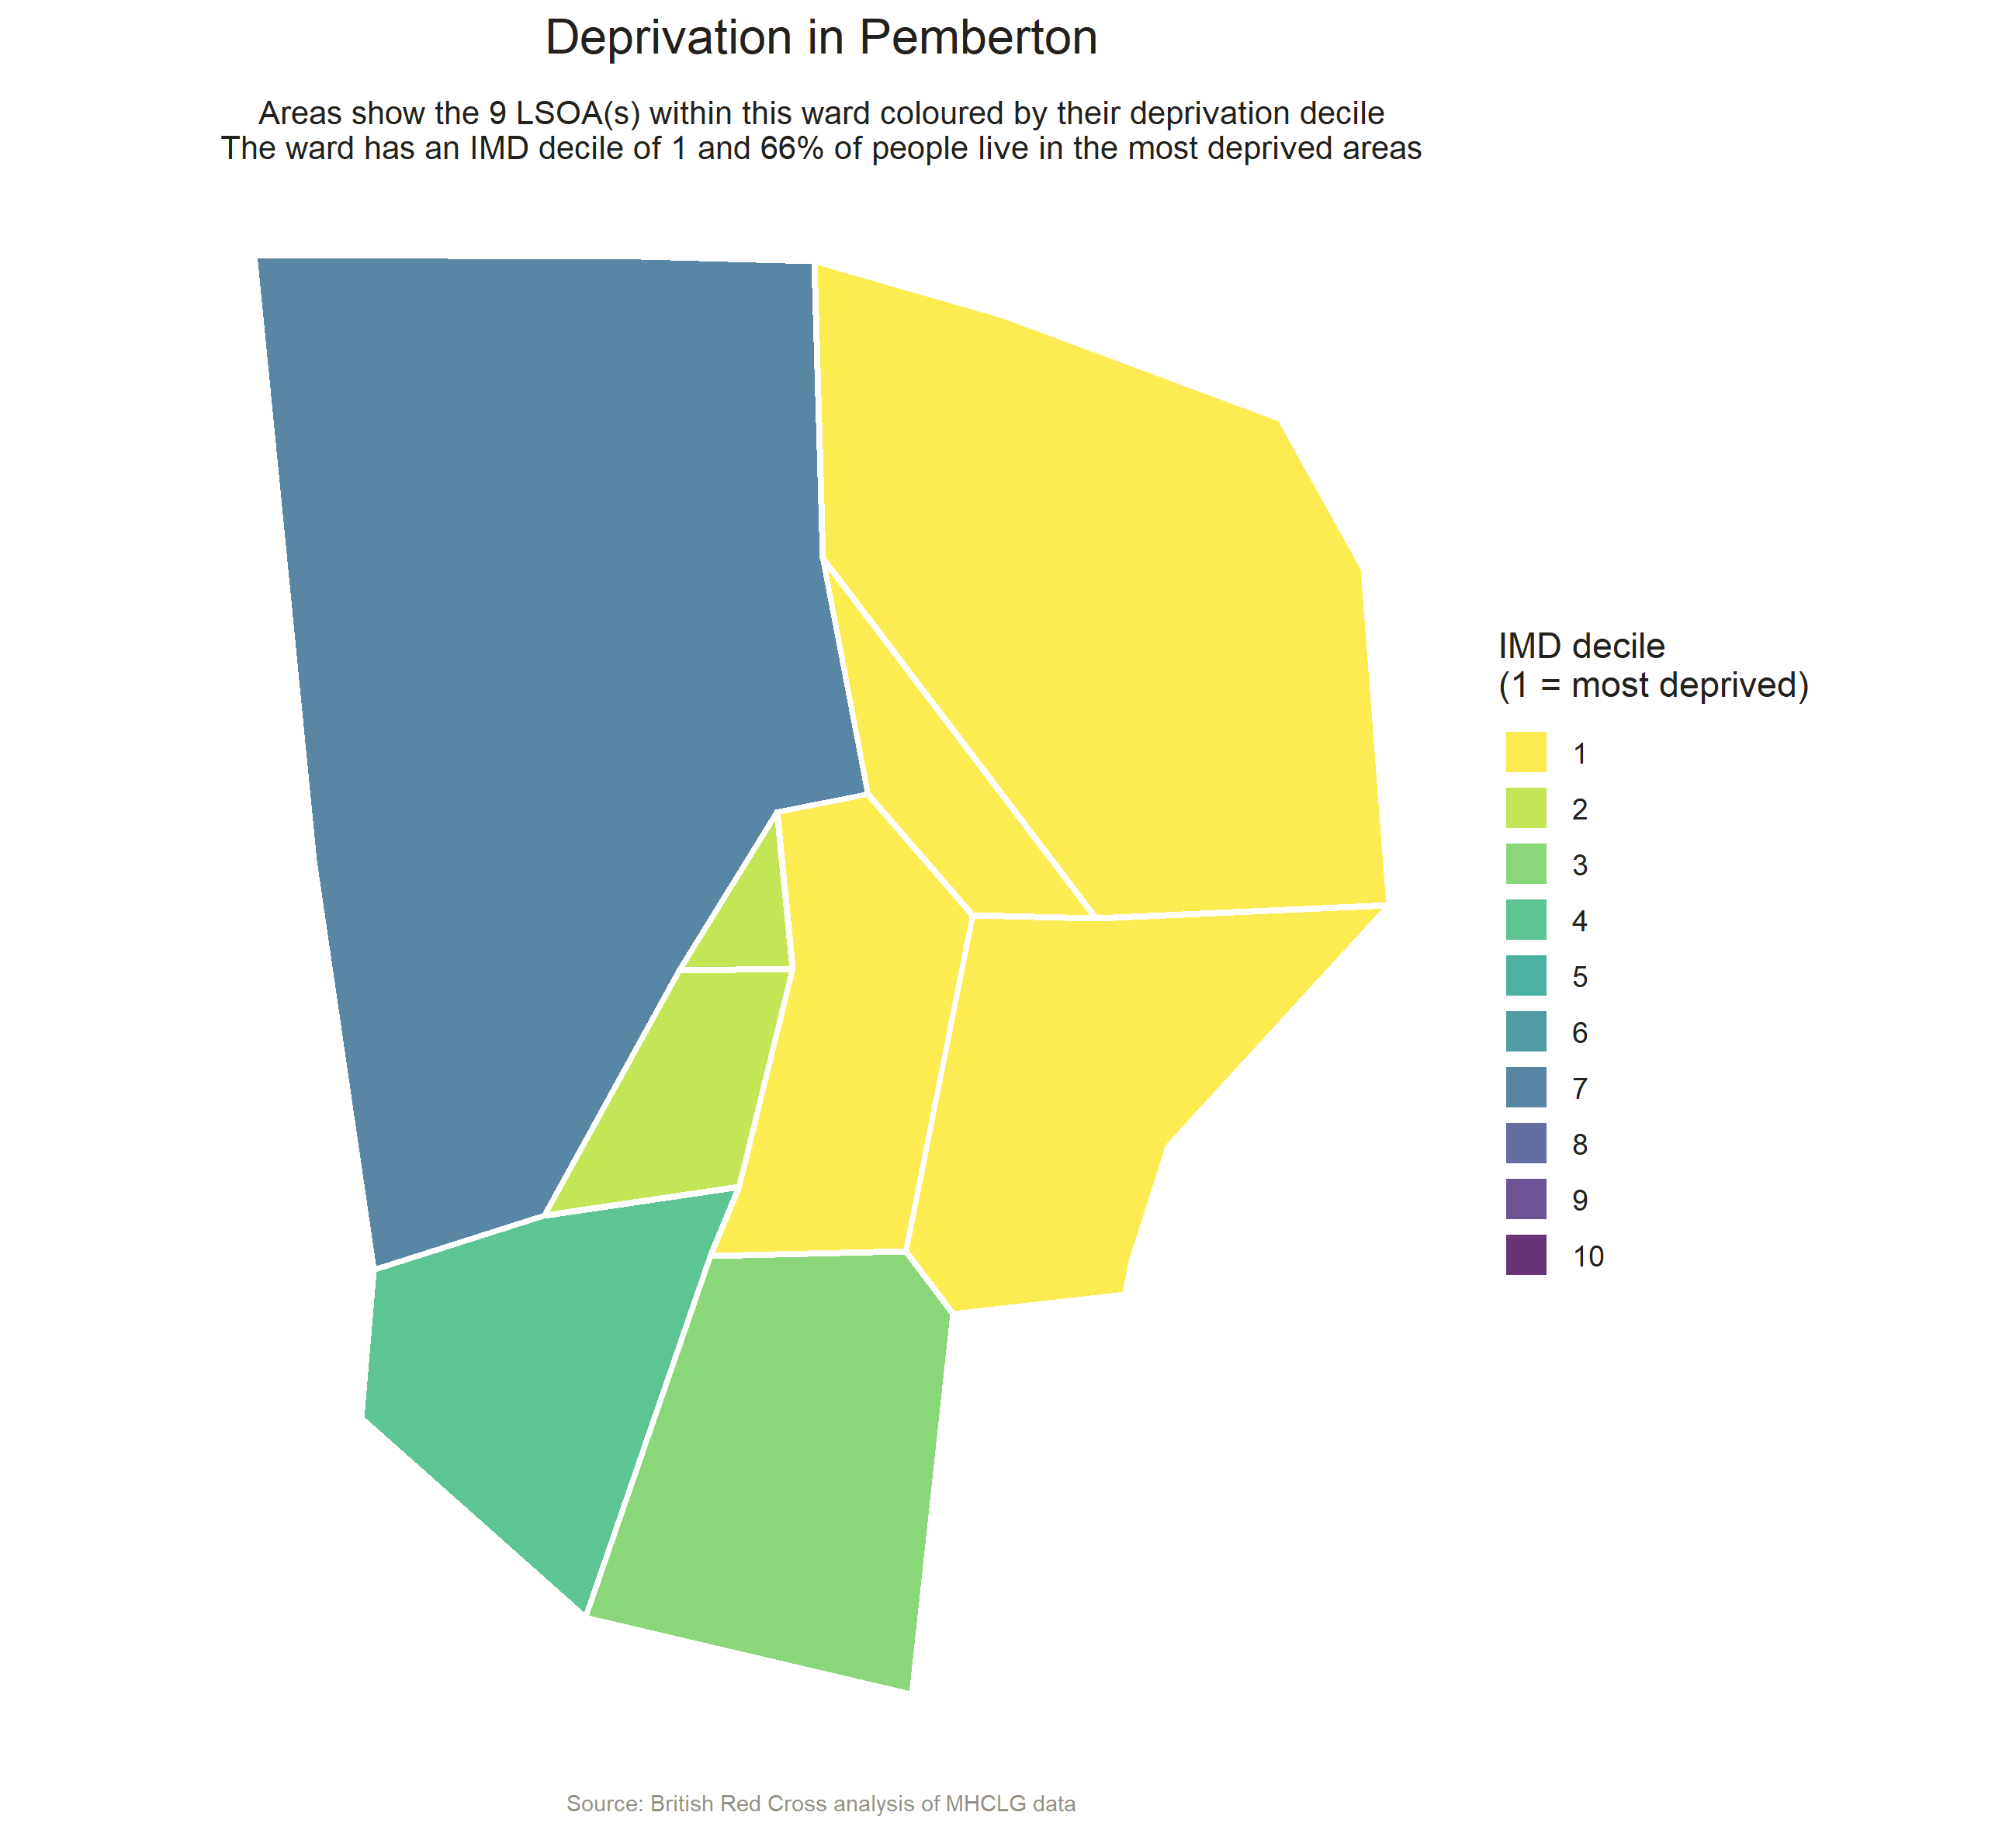 Deprivation in Pemberton
Areas show the 9 LSOA(s) within this ward coloured by their deprivation decile
The ward has an IMD decile of 1 and 66% of people live in the most deprived areas
IMD decile
(1 = most deprived)
1
2
3
4
5
6
7
8
9
10
Source: British Red Cross analysis of MHCLG data